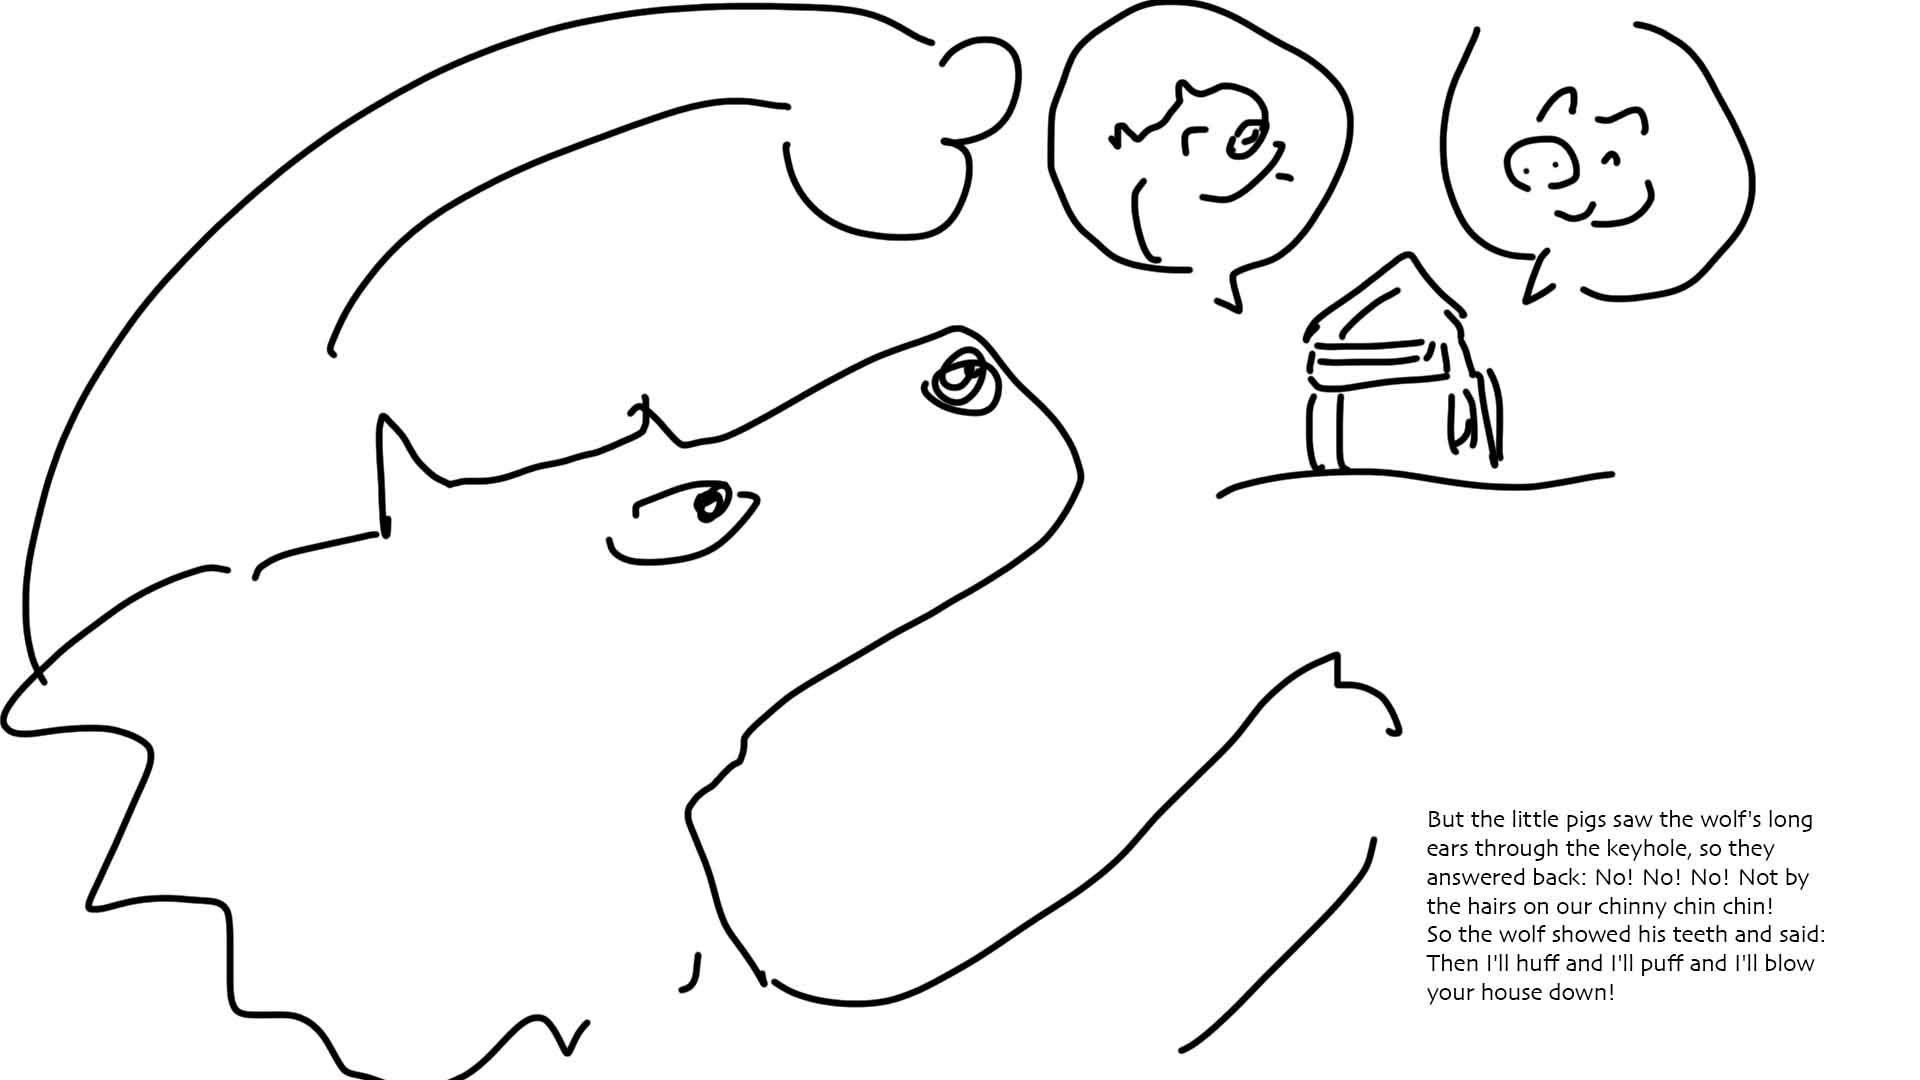 But the little pigs saw the wolf's long
ears through the keyhole, so they
answered back: No! No! No! Not by
the hairs on our chinny chin chin!
So the wolf showed his teeth and said:
Then I'll huff and I'll puff and I'll blow
your house down!